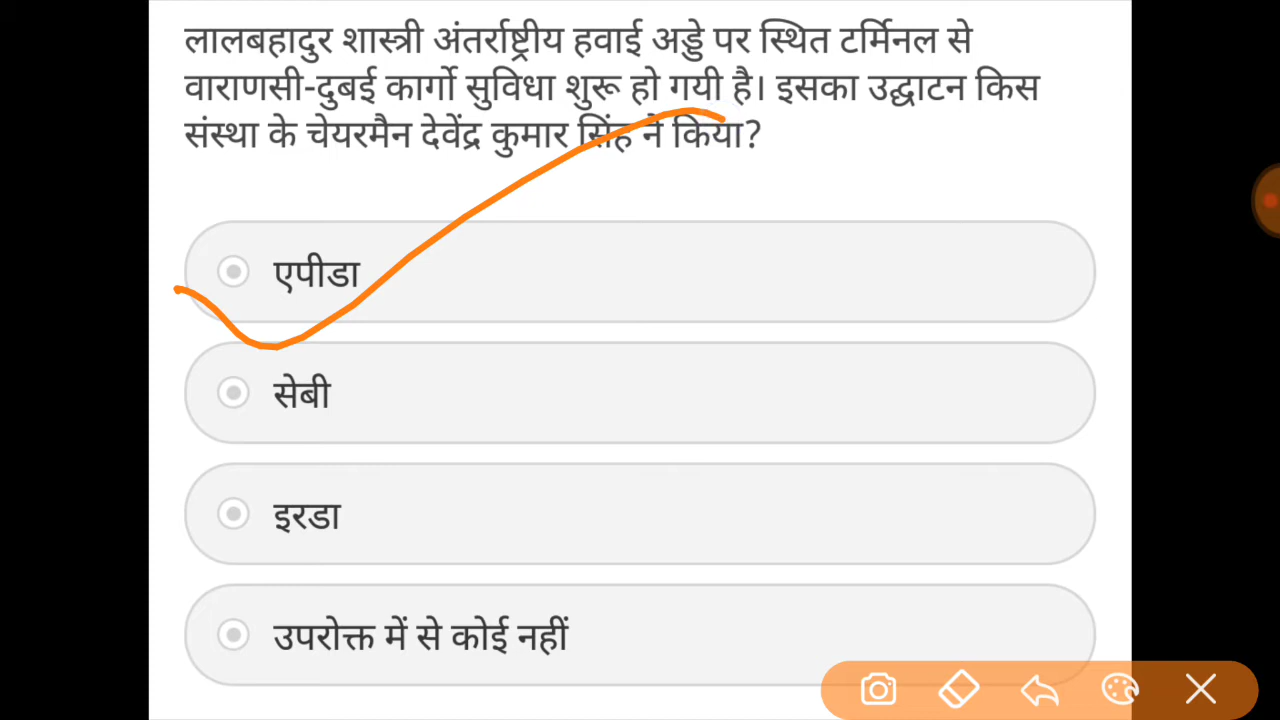 लालबहादुर शास्त्री अंतर्राष्ट्रीय हवाई अड्डे पर स्थित टर्मिनल से
वाराणसी-दुबई कार्गो सुविधा शुरू हो गयी है। इसका उद्घाटन किस
संस्था के चेयरमैन देवेंद्र कुमार सिंह ने किया?
एपीडा
सेबी
इरडा
उपरोक्त में से कोई नहीं